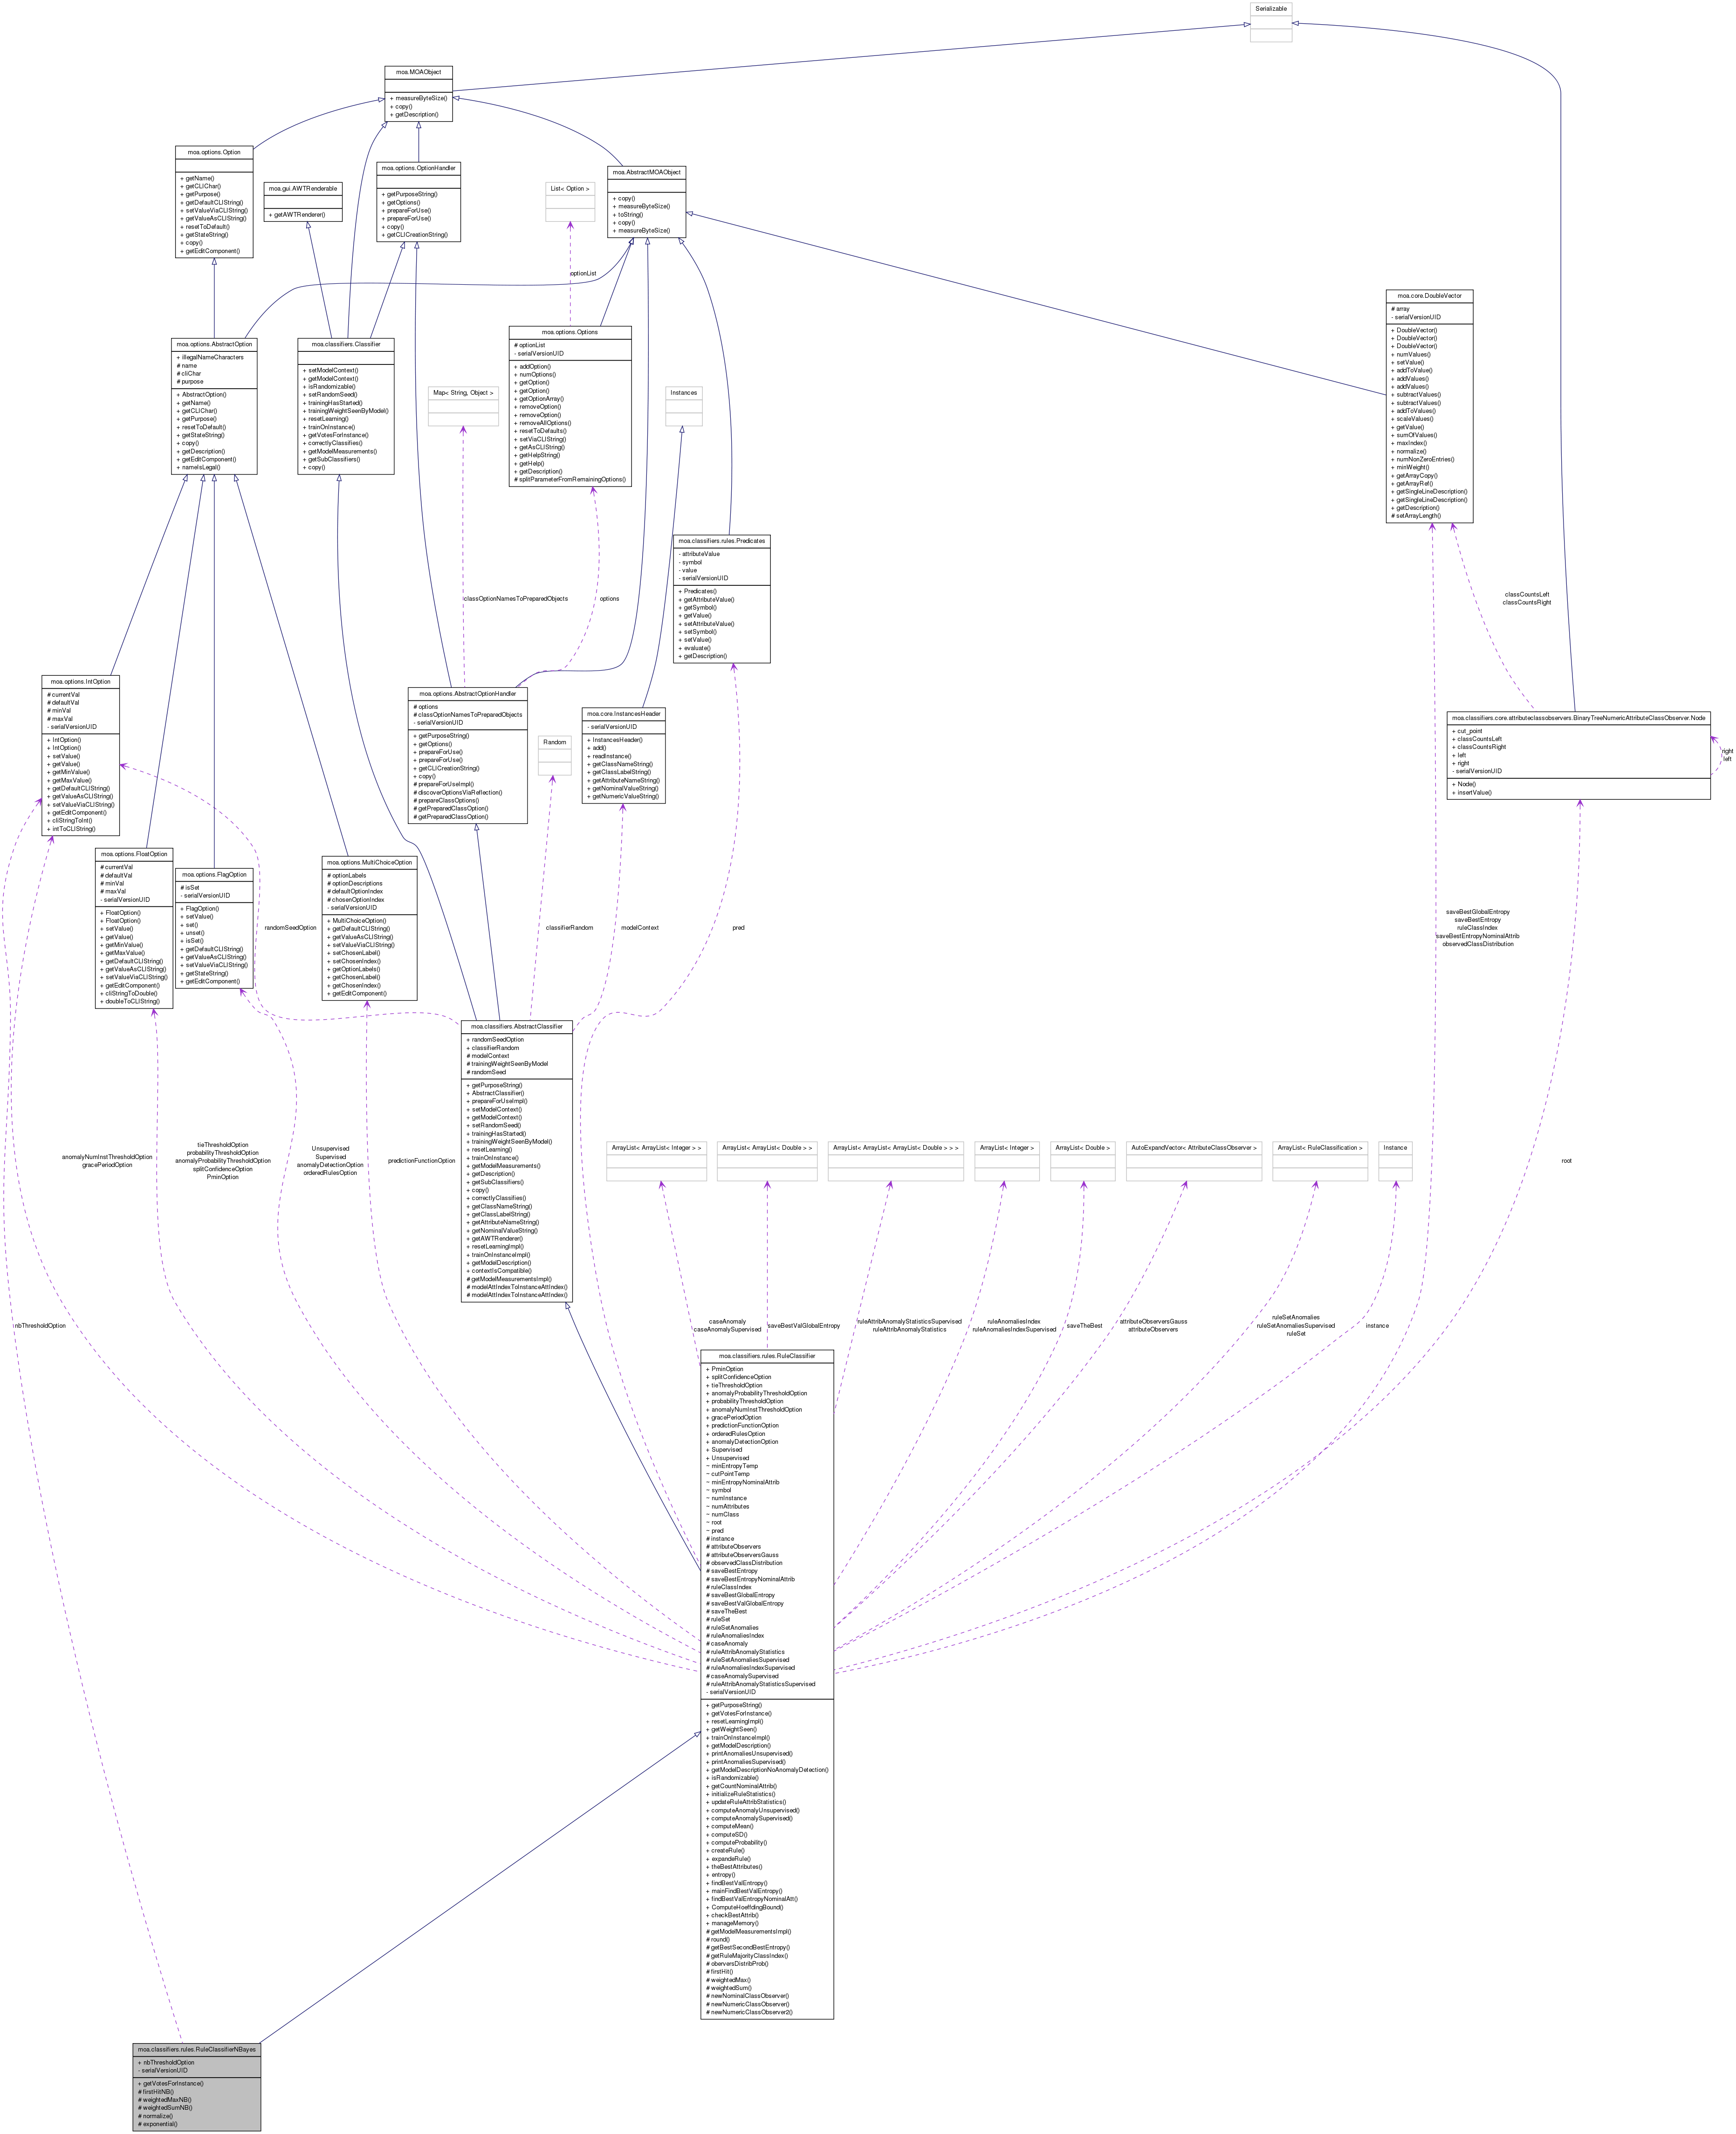 Serializable
moa.MOAObject
+ measureByteSize()
+ copy()
+ getDescription()
moa.options.Option
+ getName()
+ getCLIChar()
+ getPurpose()
+ getDefaultCLIString()
+ setValueViaCLIString()
+ getValueAsCLIString()
+ resetToDefault()
+ getStateString()
+ copy()
+ getEditComponent()
moa.gui.AWTRenderable
+ getAWTRenderer()
moa.options.OptionHandler
+ getPurposeString()
+ getOptions()
+ prepareForUse()
+ prepareForUse()
+ copy()
+ getCLICreationString()
List< Option >
moa.AbstractMOAObject
+ copy()
+ measureByteSize()
+ toString()
+ copy()
+ measureByteSize()
optionList
moa.core.DoubleVector
# array
- serialVersionUID
+ DoubleVector()
+ DoubleVector()
+ DoubleVector()
+ numValues()
+ setValue()
+ addToValue()
+ addValues()
+ addValues()
+ subtractValues()
+ subtractValues()
+ addToValues()
+ scaleValues()
+ getValue()
+ sumOfValues()
+ maxIndex()
+ normalize()
+ numNonZeroEntries()
+ minWeight()
+ getArrayCopy()
+ getArrayRef()
+ getSingleLineDescription()
+ getSingleLineDescription()
+ getDescription()
# setArrayLength()
moa.options.AbstractOption
+ illegalNameCharacters
# name
# cliChar
# purpose
+ AbstractOption()
+ getName()
+ getCLIChar()
+ getPurpose()
+ resetToDefault()
+ getStateString()
+ copy()
+ getDescription()
+ getEditComponent()
+ nameIsLegal()
moa.classifiers.Classifier
+ setModelContext()
+ getModelContext()
+ isRandomizable()
+ setRandomSeed()
+ trainingHasStarted()
+ trainingWeightSeenByModel()
+ resetLearning()
+ trainOnInstance()
+ getVotesForInstance()
+ correctlyClassifies()
+ getModelMeasurements()
+ getSubClassifiers()
+ copy()
Map< String, Object >
moa.options.Options
# optionList
- serialVersionUID
+ addOption()
+ numOptions()
+ getOption()
+ getOption()
+ getOptionArray()
+ removeOption()
+ removeOption()
+ removeAllOptions()
+ resetToDefaults()
+ setViaCLIString()
+ getAsCLIString()
+ getHelpString()
+ getHelp()
+ getDescription()
# splitParameterFromRemainingOptions()
Instances
moa.classifiers.rules.Predicates
- attributeValue
- symbol
- value
- serialVersionUID
+ Predicates()
+ getAttributeValue()
+ getSymbol()
+ getValue()
+ setAttributeValue()
+ setSymbol()
+ setValue()
+ evaluate()
+ getDescription()
classOptionNamesToPreparedObjects
options
classCountsLeft
classCountsRight
moa.options.IntOption
# currentVal
# defaultVal
# minVal
# maxVal
- serialVersionUID
+ IntOption()
+ IntOption()
+ setValue()
+ getValue()
+ getMinValue()
+ getMaxValue()
+ getDefaultCLIString()
+ getValueAsCLIString()
+ setValueViaCLIString()
+ getEditComponent()
+ cliStringToInt()
+ intToCLIString()
moa.options.AbstractOptionHandler
# options
# classOptionNamesToPreparedObjects
- serialVersionUID
+ getPurposeString()
+ getOptions()
+ prepareForUse()
+ prepareForUse()
+ getCLICreationString()
+ copy()
# prepareForUseImpl()
# discoverOptionsViaReflection()
# prepareClassOptions()
# getPreparedClassOption()
# getPreparedClassOption()
Random
moa.core.InstancesHeader
- serialVersionUID
+ InstancesHeader()
+ add()
+ readInstance()
+ getClassNameString()
+ getClassLabelString()
+ getAttributeNameString()
+ getNominalValueString()
+ getNumericValueString()
moa.classifiers.core.attributeclassobservers.BinaryTreeNumericAttributeClassObserver.Node
+ cut_point
+ classCountsLeft
+ classCountsRight
+ left
+ right
- serialVersionUID
+ Node()
+ insertValue()
right
left
moa.options.FloatOption
# currentVal
# defaultVal
# minVal
# maxVal
- serialVersionUID
+ FloatOption()
+ FloatOption()
+ setValue()
+ getValue()
+ getMinValue()
+ getMaxValue()
+ getDefaultCLIString()
+ getValueAsCLIString()
+ setValueViaCLIString()
+ getEditComponent()
+ cliStringToDouble()
+ doubleToCLIString()
moa.options.FlagOption
# isSet
- serialVersionUID
+ FlagOption()
+ setValue()
+ set()
+ unset()
+ isSet()
+ getDefaultCLIString()
+ getValueAsCLIString()
+ setValueViaCLIString()
+ getStateString()
+ getEditComponent()
moa.options.MultiChoiceOption
# optionLabels
# optionDescriptions
# defaultOptionIndex
# chosenOptionIndex
- serialVersionUID
+ MultiChoiceOption()
+ getDefaultCLIString()
+ getValueAsCLIString()
+ setValueViaCLIString()
+ setChosenLabel()
+ setChosenIndex()
+ getOptionLabels()
+ getChosenLabel()
+ getChosenIndex()
+ getEditComponent()
randomSeedOption
classifierRandom
modelContext
pred
saveBestGlobalEntropy
saveBestEntropy
ruleClassIndex
saveBestEntropyNominalAttrib
observedClassDistribution
moa.classifiers.AbstractClassifier
+ randomSeedOption
+ classifierRandom
# modelContext
# trainingWeightSeenByModel
# randomSeed
+ getPurposeString()
+ AbstractClassifier()
+ prepareForUseImpl()
+ setModelContext()
+ getModelContext()
+ setRandomSeed()
+ trainingHasStarted()
+ trainingWeightSeenByModel()
+ resetLearning()
+ trainOnInstance()
+ getModelMeasurements()
+ getDescription()
+ getSubClassifiers()
+ copy()
+ correctlyClassifies()
+ getClassNameString()
+ getClassLabelString()
+ getAttributeNameString()
+ getNominalValueString()
+ getAWTRenderer()
+ resetLearningImpl()
+ trainOnInstanceImpl()
+ getModelDescription()
+ contextIsCompatible()
# getModelMeasurementsImpl()
# modelAttIndexToInstanceAttIndex()
# modelAttIndexToInstanceAttIndex()
anomalyNumInstThresholdOption
gracePeriodOption
tieThresholdOption
probabilityThresholdOption
anomalyProbabilityThresholdOption
splitConfidenceOption
PminOption
Unsupervised
Supervised
anomalyDetectionOption
orderedRulesOption
predictionFunctionOption
ArrayList< ArrayList< Integer > >
ArrayList< ArrayList< Double > >
ArrayList< ArrayList< ArrayList< Double > > >
ArrayList< Integer >
ArrayList< Double >
AutoExpandVector< AttributeClassObserver >
ArrayList< RuleClassification >
Instance
root
nbThresholdOption
caseAnomaly
caseAnomalySupervised
saveBestValGlobalEntropy
ruleAttribAnomalyStatisticsSupervised
ruleAttribAnomalyStatistics
ruleAnomaliesIndex
ruleAnomaliesIndexSupervised
saveTheBest
attributeObserversGauss
attributeObservers
ruleSetAnomalies
ruleSetAnomaliesSupervised
ruleSet
instance
moa.classifiers.rules.RuleClassifier
+ PminOption
+ splitConfidenceOption
+ tieThresholdOption
+ anomalyProbabilityThresholdOption
+ probabilityThresholdOption
+ anomalyNumInstThresholdOption
+ gracePeriodOption
+ predictionFunctionOption
+ orderedRulesOption
+ anomalyDetectionOption
+ Supervised
+ Unsupervised
~ minEntropyTemp
~ cutPointTemp
~ minEntropyNominalAttrib
~ symbol
~ numInstance
~ numAttributes
~ numClass
~ root
~ pred
# instance
# attributeObservers
# attributeObserversGauss
# observedClassDistribution
# saveBestEntropy
# saveBestEntropyNominalAttrib
# ruleClassIndex
# saveBestGlobalEntropy
# saveBestValGlobalEntropy
# saveTheBest
# ruleSet
# ruleSetAnomalies
# ruleAnomaliesIndex
# caseAnomaly
# ruleAttribAnomalyStatistics
# ruleSetAnomaliesSupervised
# ruleAnomaliesIndexSupervised
# caseAnomalySupervised
# ruleAttribAnomalyStatisticsSupervised
- serialVersionUID
+ getPurposeString()
+ getVotesForInstance()
+ resetLearningImpl()
+ getWeightSeen()
+ trainOnInstanceImpl()
+ getModelDescription()
+ printAnomaliesUnsupervised()
+ printAnomaliesSupervised()
+ getModelDescriptionNoAnomalyDetection()
+ isRandomizable()
+ getCountNominalAttrib()
+ initializeRuleStatistics()
+ updateRuleAttribStatistics()
+ computeAnomalyUnsupervised()
+ computeAnomalySupervised()
+ computeMean()
+ computeSD()
+ computeProbability()
+ createRule()
+ expandeRule()
+ theBestAttributes()
+ entropy()
+ findBestValEntropy()
+ mainFindBestValEntropy()
+ findBestValEntropyNominalAtt()
+ ComputeHoeffdingBound()
+ checkBestAttrib()
+ manageMemory()
# getModelMeasurementsImpl()
# round()
# getBestSecondBestEntropy()
# getRuleMajorityClassIndex()
# oberversDistribProb()
# firstHit()
# weightedMax()
# weightedSum()
# newNominalClassObserver()
# newNumericClassObserver()
# newNumericClassObserver2()
moa.classifiers.rules.RuleClassifierNBayes
+ nbThresholdOption
- serialVersionUID
+ getVotesForInstance()
# firstHitNB()
# weightedMaxNB()
# weightedSumNB()
# normalize()
# exponential()